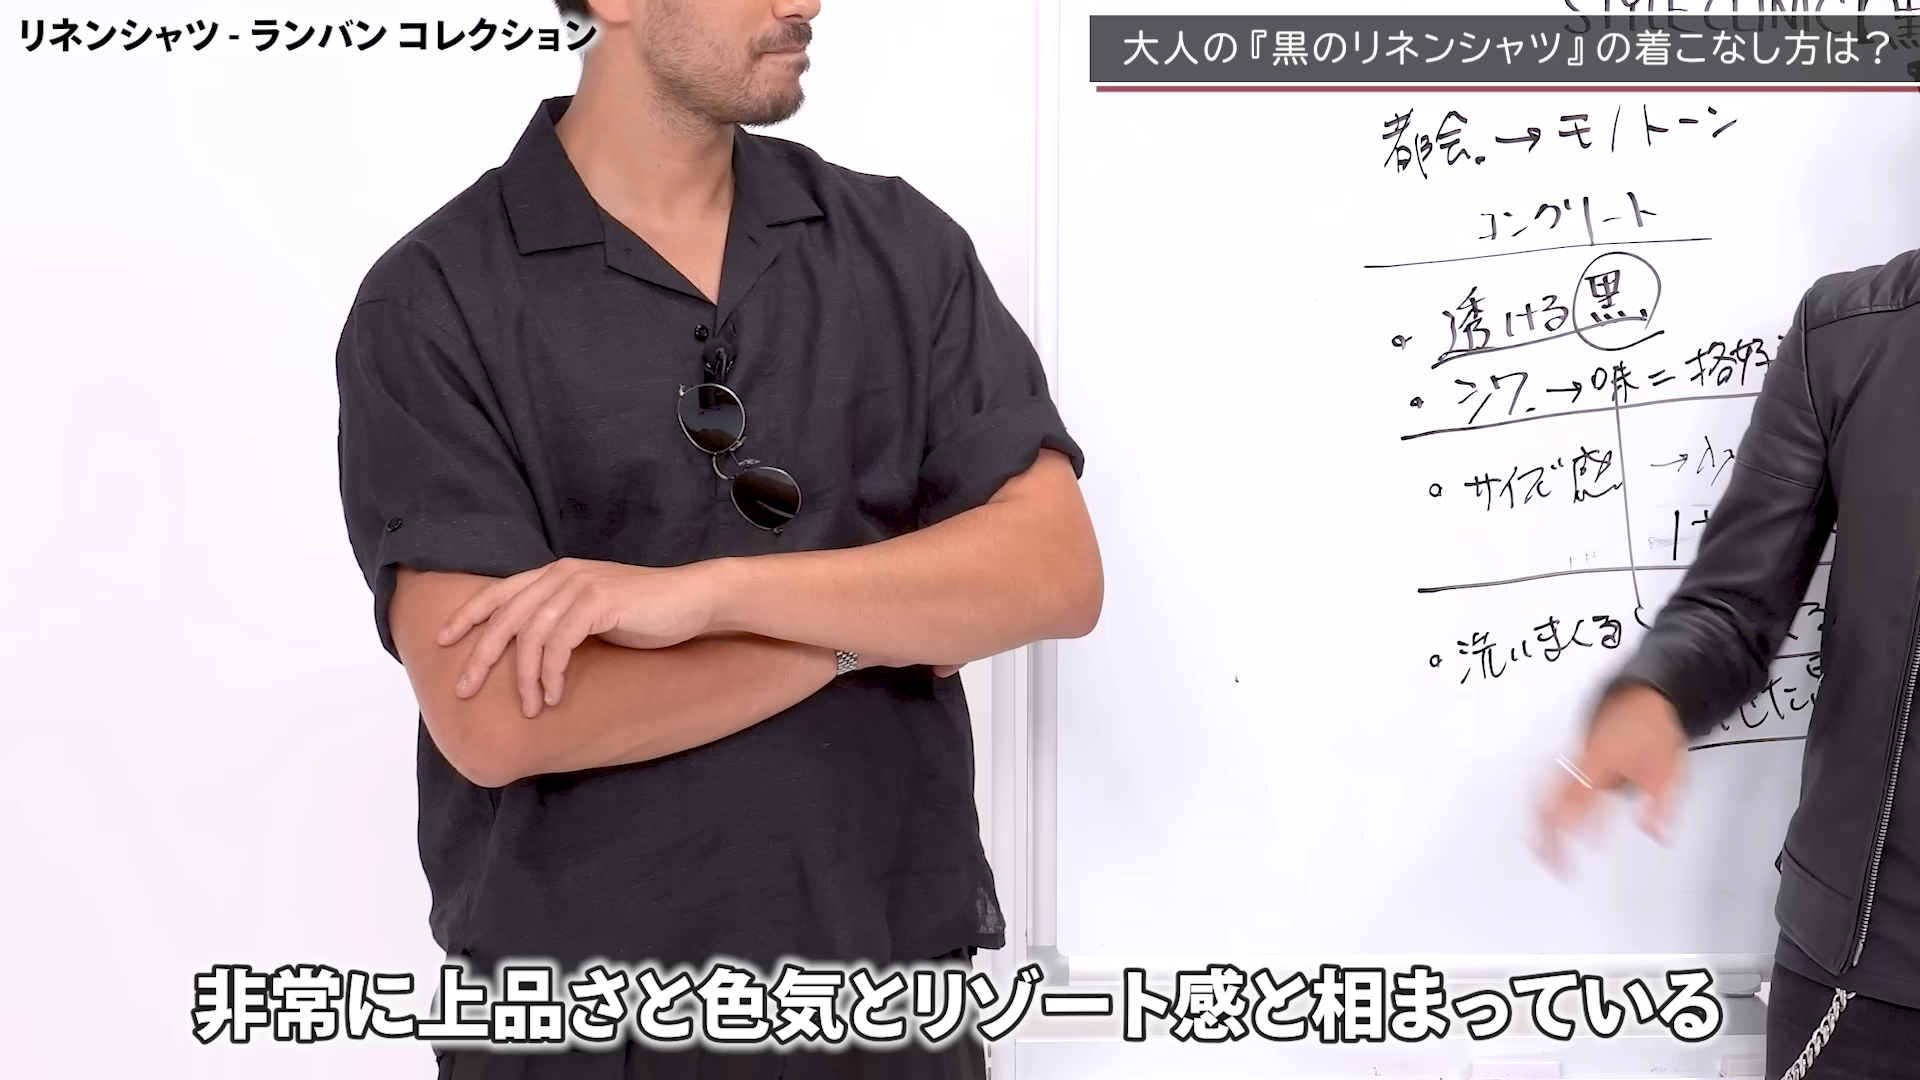 リネンシャツ - ランバン コレクション
STYLE CLINIC
大人の『黒のリネンシャツ』の着こなし方は？
都会。→モノトーン
コンクリート
・透ける黒
・シワ→味=格好
・サイズ感→
・洗いまくる
非常に上品さと色気とリゾート感と相まっている